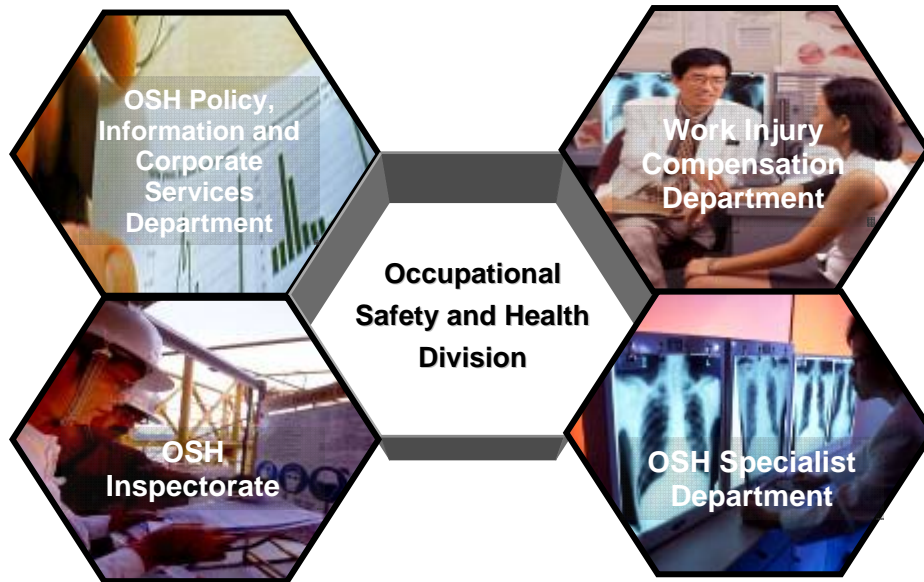 OSH Policy,
Information and
Corporate
Services
Department
Work Injury
Compensation
Department
Occupational
Safety and Health
Division
OSH
Inspectorate
OSH Specialist
Department